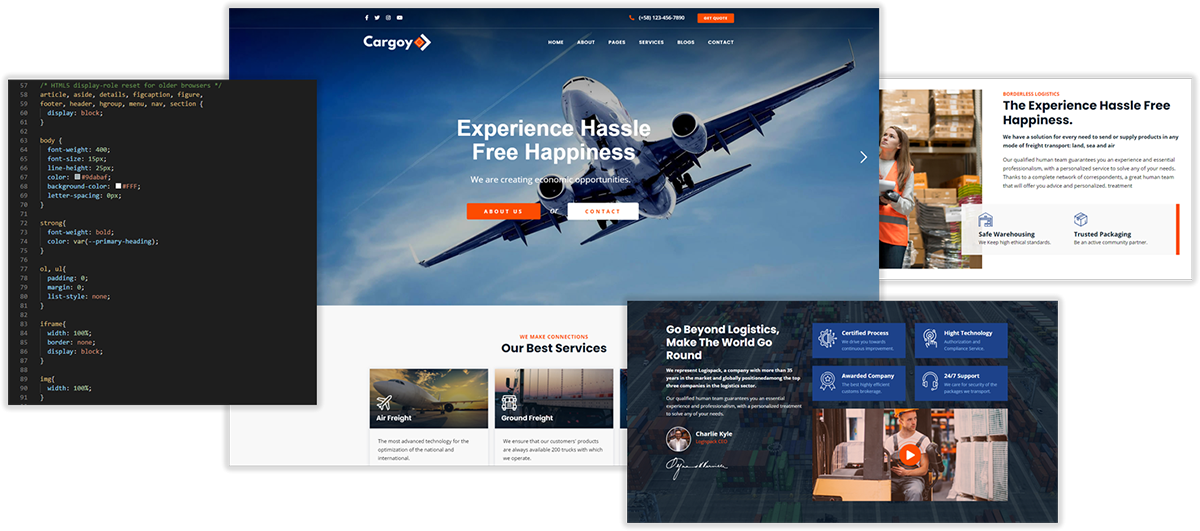 57 /* HTML5 display-role reset for older browsers */
58 article, aside, details, figcaption, figure,
59 footer, header, hgroup, menu, nav, section {
60 display: block;
61 }
62
63 body {
64 font-weight: 400;
65 font-size: 15px;
66 line-height: 25px;
67 color: #9dabaf;
68 background-color: #FFF;
69 letter-spacing: 0px;
70 }
71
72 strong{
73 font-weight: bold;
74 color: var(--primary-heading);
75 }
76
77 ol, ul{
78 padding: 0;
79 margin: 0;
80 list-style: none;
81 }
82
83 iframe{
84 width: 100%;
85 border: none;
86 display: block;
87 }
88
89 img{
90 width: 100%;
91 }
(+58) 123-456-7890
GET QUOTE
Cargoy
HOME ABOUT PAGES SERVICES BLOGS CONTACT
Experience Hassle
Free Happiness
We are creating economic opportunities.
ABOUT US or CONTACT
WE MAKE CONNECTIONS
Our Best Services
Air Freight
The most advanced technology for the
optimization of the national and
international.
Ground Freight
We ensure that our customers' products
are always available 200 trucks with which
we operate.
BORDERLESS LOGISTICS
The Experience Hassle Free
Happiness.
We have a solution for every need to send or supply products in any
mode of freight transport: land, sea and air
Our qualified human team guarantees you an experience and essential
professionalism, with a personalized service to solve any of your needs.
Thanks to a complete network of correspondents, a great human team
that will offer you advice and personalized. treatment
Safe Warehousing
We Keep high ethical standards.
Trusted Packaging
Be an active community partner.
Go Beyond Logistics,
Make The World Go
Round
We represent Logispack, a company with more than 35
years in the market and globally positionedamong the top
three companies in the logistics sector.
Our qualified human team guarantees you an essential
experience and professionalism, with a personalized treatment
to solve any of your needs.
Charlie Kyle
Logispack CEO
Certified Process
We drive you towards
continuous improvement.
Hight Technology
Authorization and
Compliance Service.
Awarded Company
The best highly efficient
customs brokerage.
24/7 Support
We care for security of the
packages we transport.